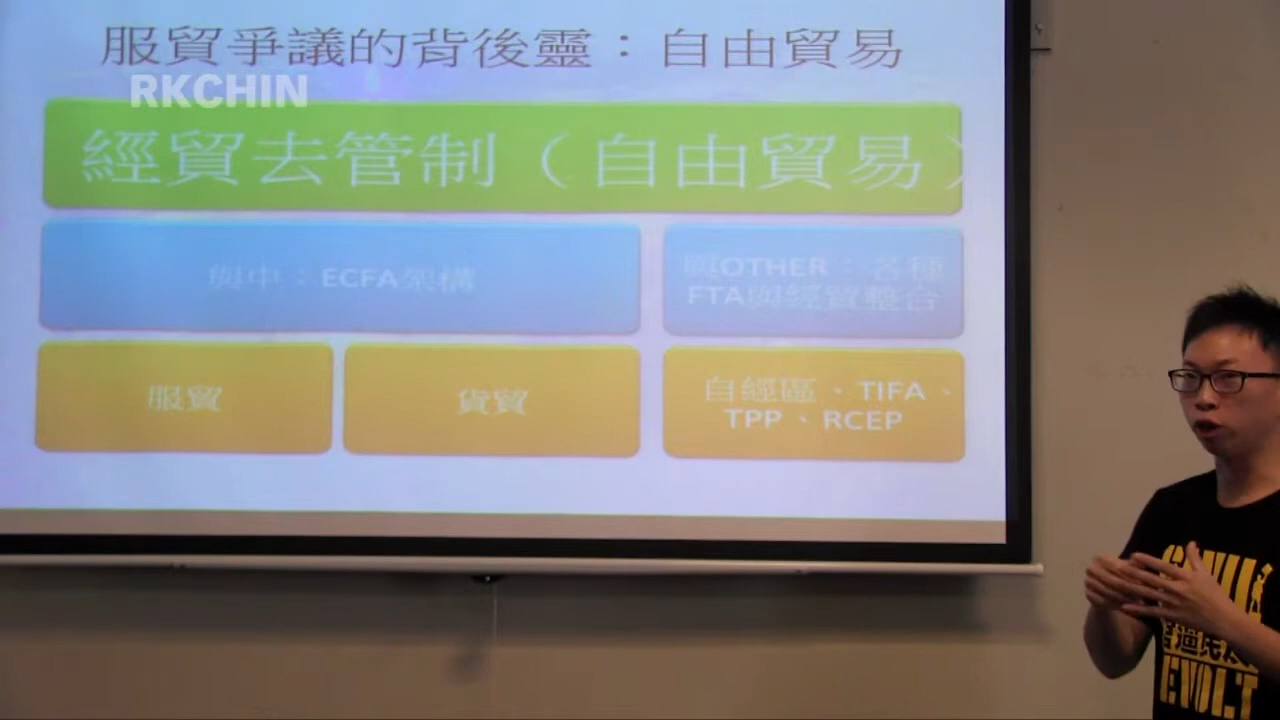 服貿爭議的背後靈：自由貿易
RKCHIN
經貿去管制（自由貿易）
與中：ECFA架構
與OTHER：各種
FTA與經貿整合
服貿
貨貿
自經區、TIFA、
TPP、RCEP